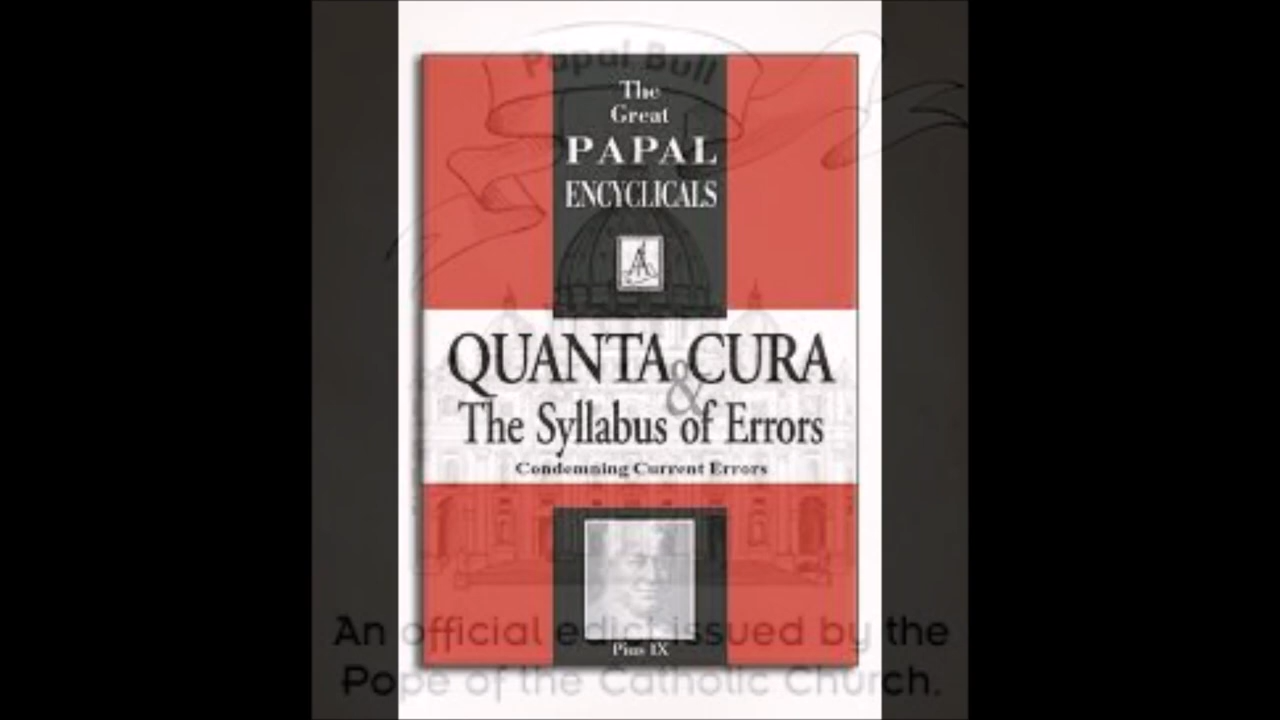 Papal Bull
The
Great
PAPAL
ENCYCLICALS
QUANTA CURA
&
The Syllabus of Errors
Condemning Current Errors
Pius IX
An official edict issued by the
Pope of the Catholic Church.